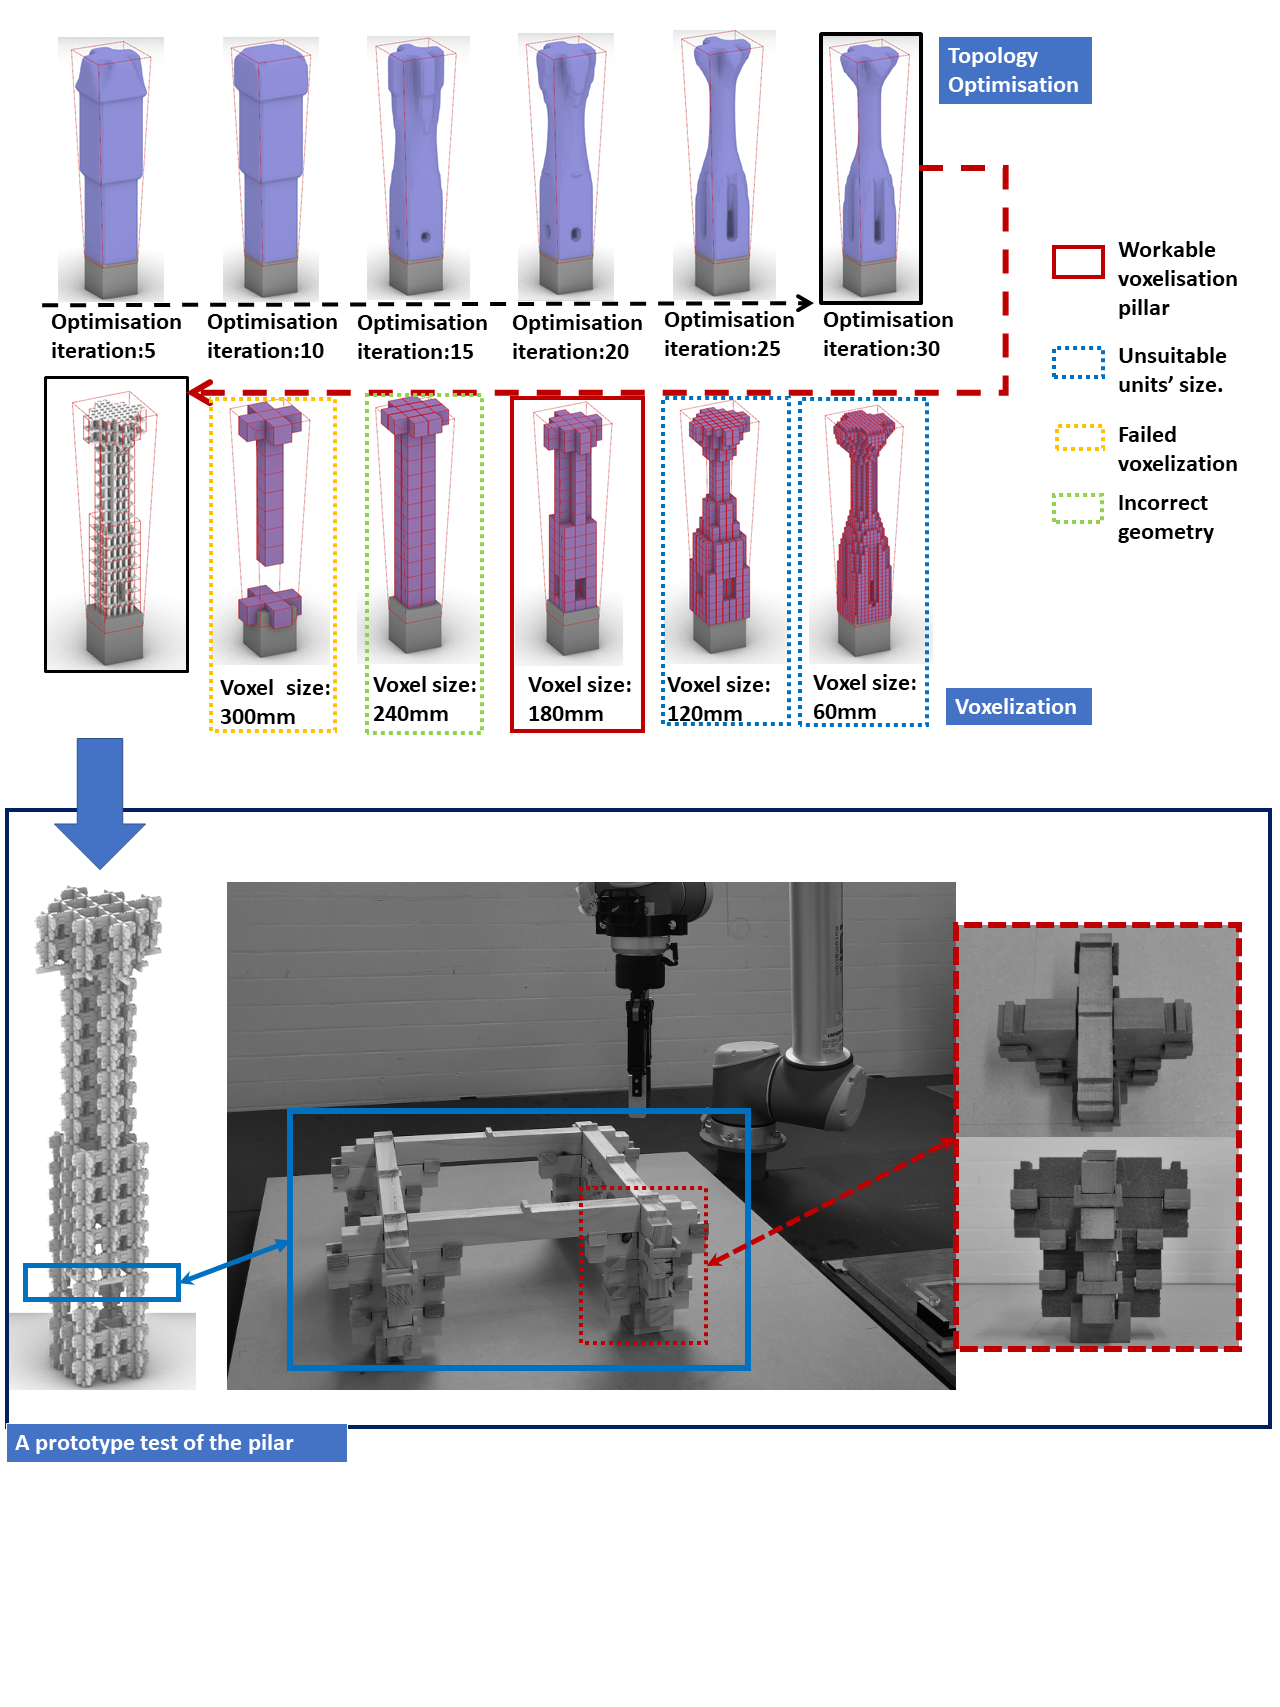 Topology
Optimisation
Optimisation
iteration:5
Optimisation
iteration:10
Optimisation
iteration:15
Optimisation
iteration:20
Optimisation
iteration:25
Optimisation
iteration:30
Workable
voxelisation
pillar
Unsuitable
units’ size.
Failed
voxelization
Incorrect
geometry
Voxel size:
300mm
Voxel size:
240mm
Voxel size:
180mm
Voxel size:
120mm
Voxel size:
60mm
Voxelization
A prototype test of the pilar